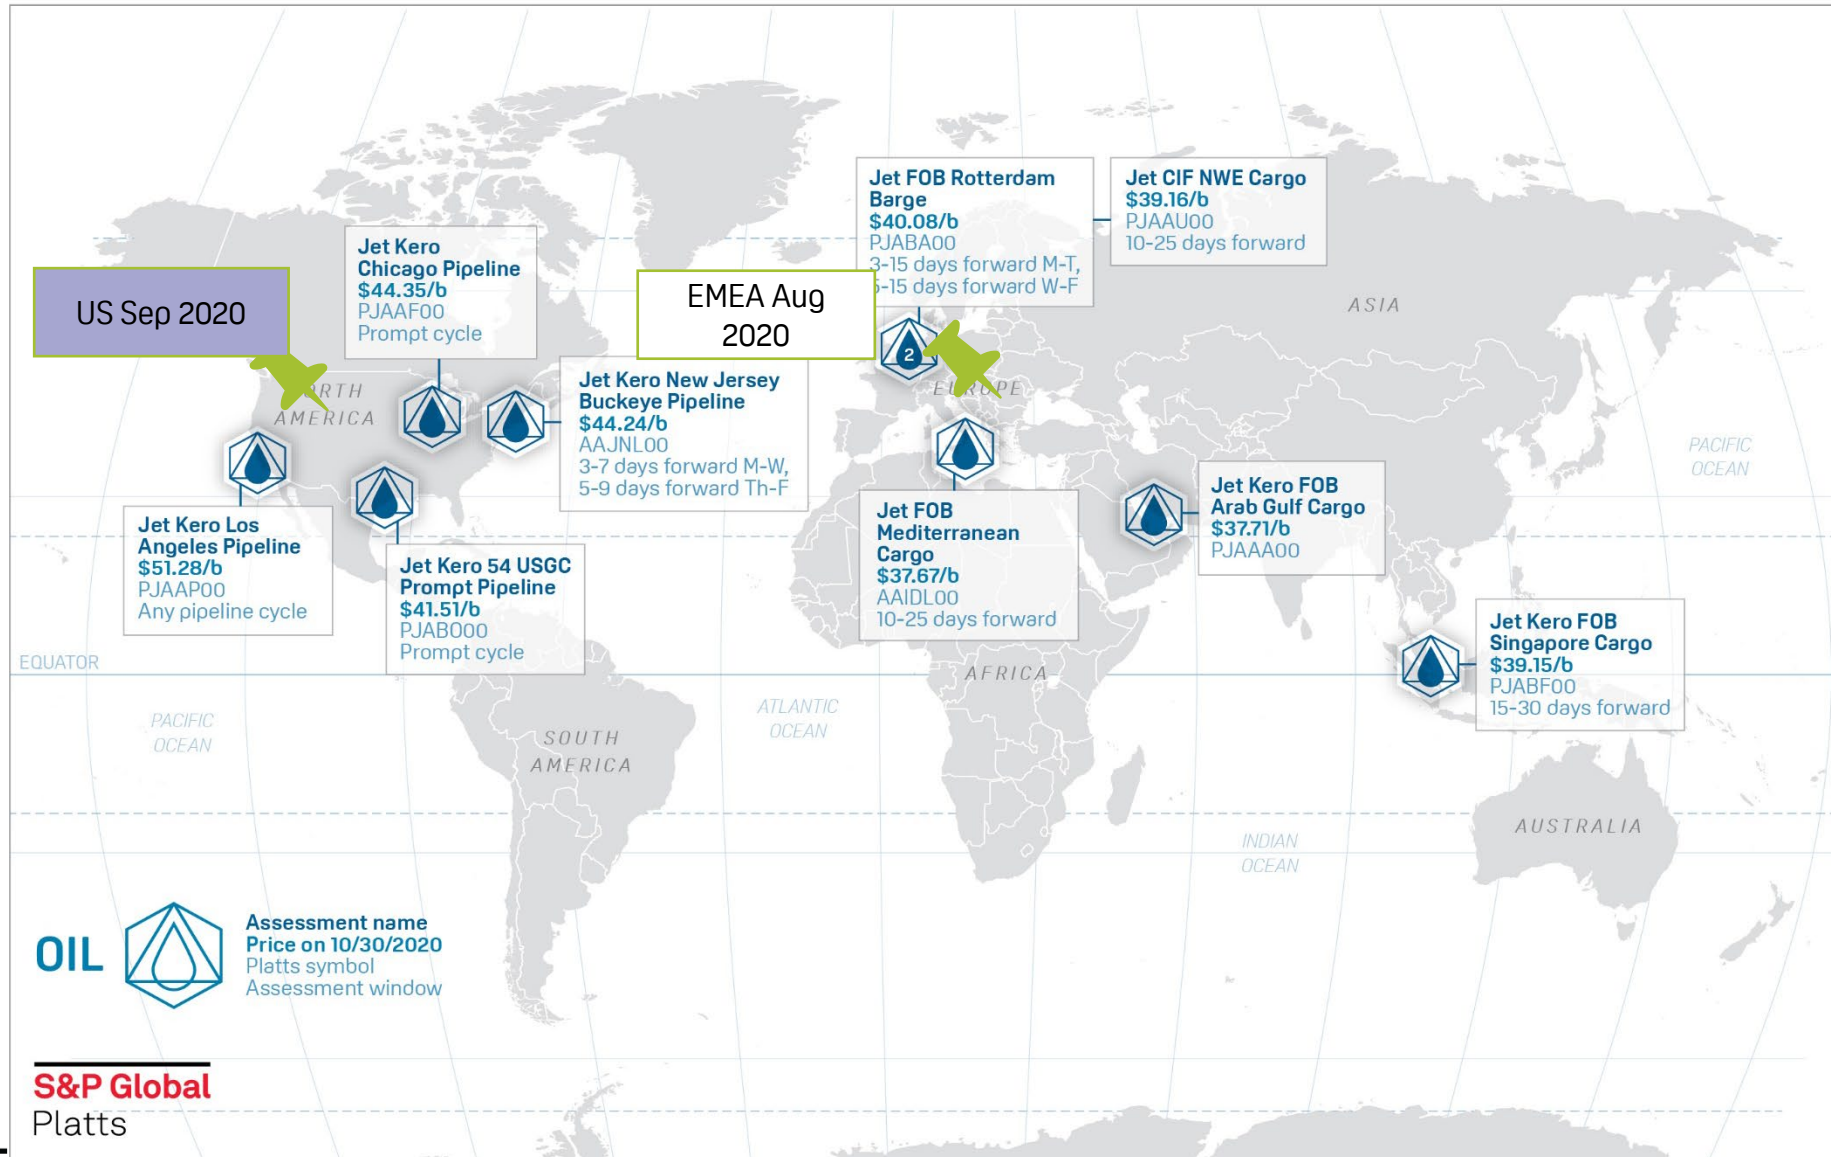 Jet FOB Rotterdam
Barge
$40.08/b
PJABA00
3-15 days forward M-T,
5-15 days forward W-F
Jet CIF NWE Cargo
$39.16/b
PJAAU00
10-25 days forward
Jet Kero
Chicago Pipeline
$44.35/b
PJAAF00
Prompt cycle
US Sep 2020
EMEA Aug
2020
ASIA
2
NORTH
AMERICA
EUROPE
Jet Kero New Jersey
Buckeye Pipeline
$44.24/b
AAJNL00
3-7 days forward M-W,
5-9 days forward Th-F
PACIFIC
OCEAN
Jet Kero Los
Angeles Pipeline
$51.28/b
PJAAP00
Any pipeline cycle
Jet Kero 54 USGC
Prompt Pipeline
$41.51/b
PJABO00
Prompt cycle
Jet FOB
Mediterranean
Cargo
$37.67/b
AAIDL00
10-25 days forward
Jet Kero FOB
Arab Gulf Cargo
$37.71/b
PJAAA00
Jet Kero FOB
Singapore Cargo
$39.15/b
PJABF00
15-30 days forward
EQUATOR
AFRICA
PACIFIC
OCEAN
ATLANTIC
OCEAN
SOUTH
AMERICA
INDIAN
OCEAN
AUSTRALIA
OIL
Assessment name
Price on 10/30/2020
Platts symbol
Assessment window
S&P Global
Platts